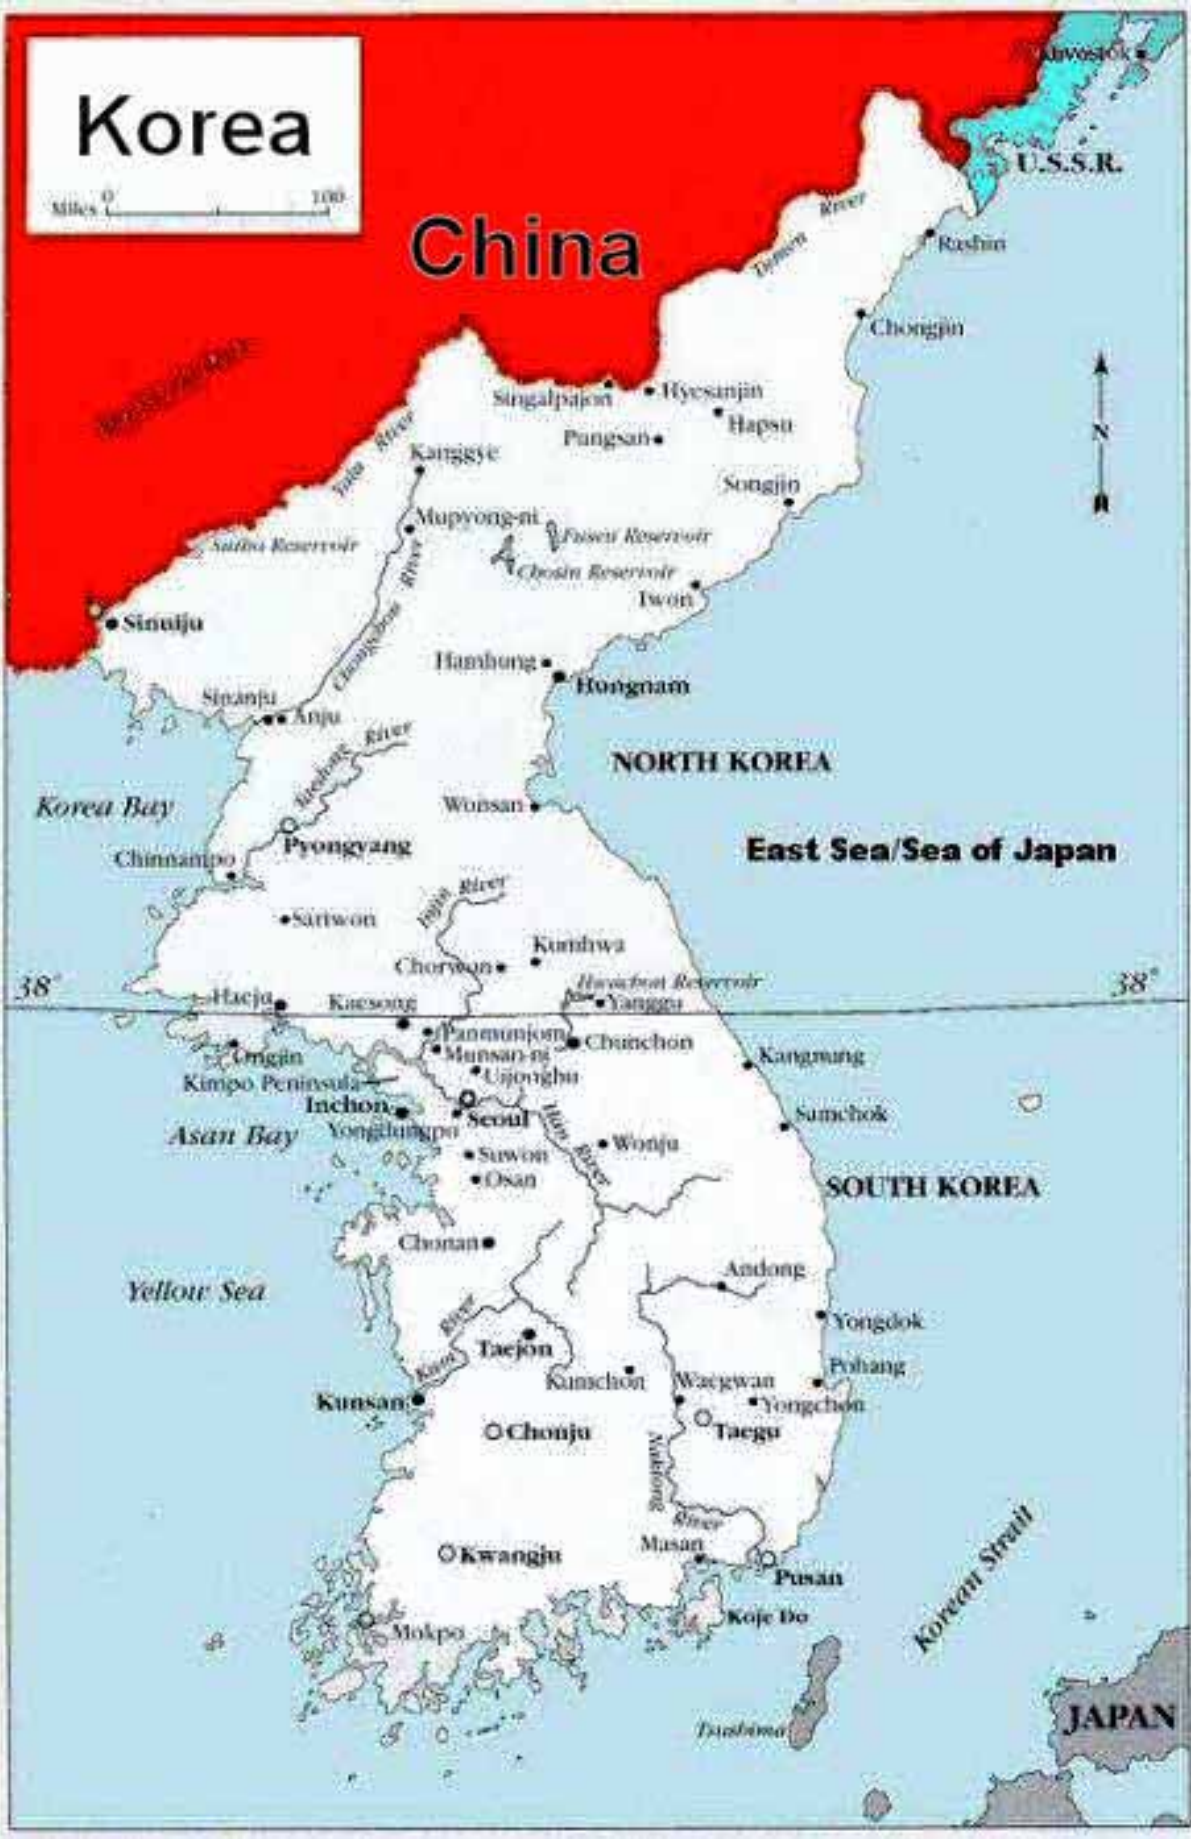 Korea
Miles 0 100
China
U.S.S.R.
Tumen River
Rashin
Chongjin
Singalpajon
Hyesanjin
Hapsu
Pungsan
N
Yalu River
Kanggye
Songjin
Mupyong-ni
Fusen Reservoir
Suiho Reservoir
Chosin Reservoir
Iwon
Sinuiju
Chongchon River
Hamhung
Hungnam
Sinanju
Anju
Taedong River
NORTH KOREA
Korea Bay
Wonsan
Pyongyang
East Sea/Sea of Japan
Chinnampo
Imjin River
Sariwon
Kumhwa
Chorwon
Hwachon Reservoir
38°
38°
Haeju
Kaesong
Yanggu
Panmunjom
Chunchon
Munsan-ni
Kangnung
Ongjin
Uijongbu
Kimpo Peninsula
Inchon
Seoul
Samchok
Asan Bay
Yongdungpo
Han River
Wonju
Suwon
Osan
SOUTH KOREA
Chonan
Andong
Yellow Sea
Yongdok
Kum River
Taejon
Pohang
Kumchon
Waegwan
Kunsan
Yongchon
Chonju
Taegu
Naktong River
Masan
Kwangju
Pusan
Korean Strait
Koje Do
Mokpo
JAPAN
Tsushima